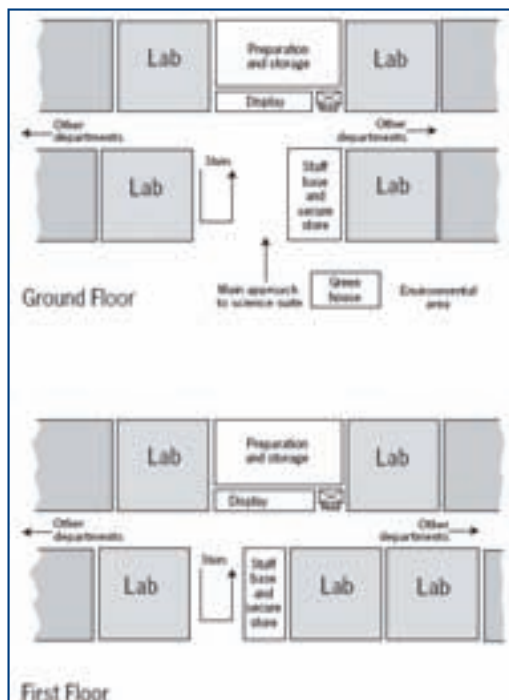 Lab
Preparation
and storage
Lab
Display
Other
departments
Other
departments
Lab
Stairs
Staff
base
and
secure
store
Lab
Main approach
to science suite
Green
house
Environmental
area
Ground Floor
Lab
Preparation
and storage
Lab
Display
Other
departments
Other
departments
Lab
Stairs
Staff
base
and
secure
store
Lab
Lab
First Floor